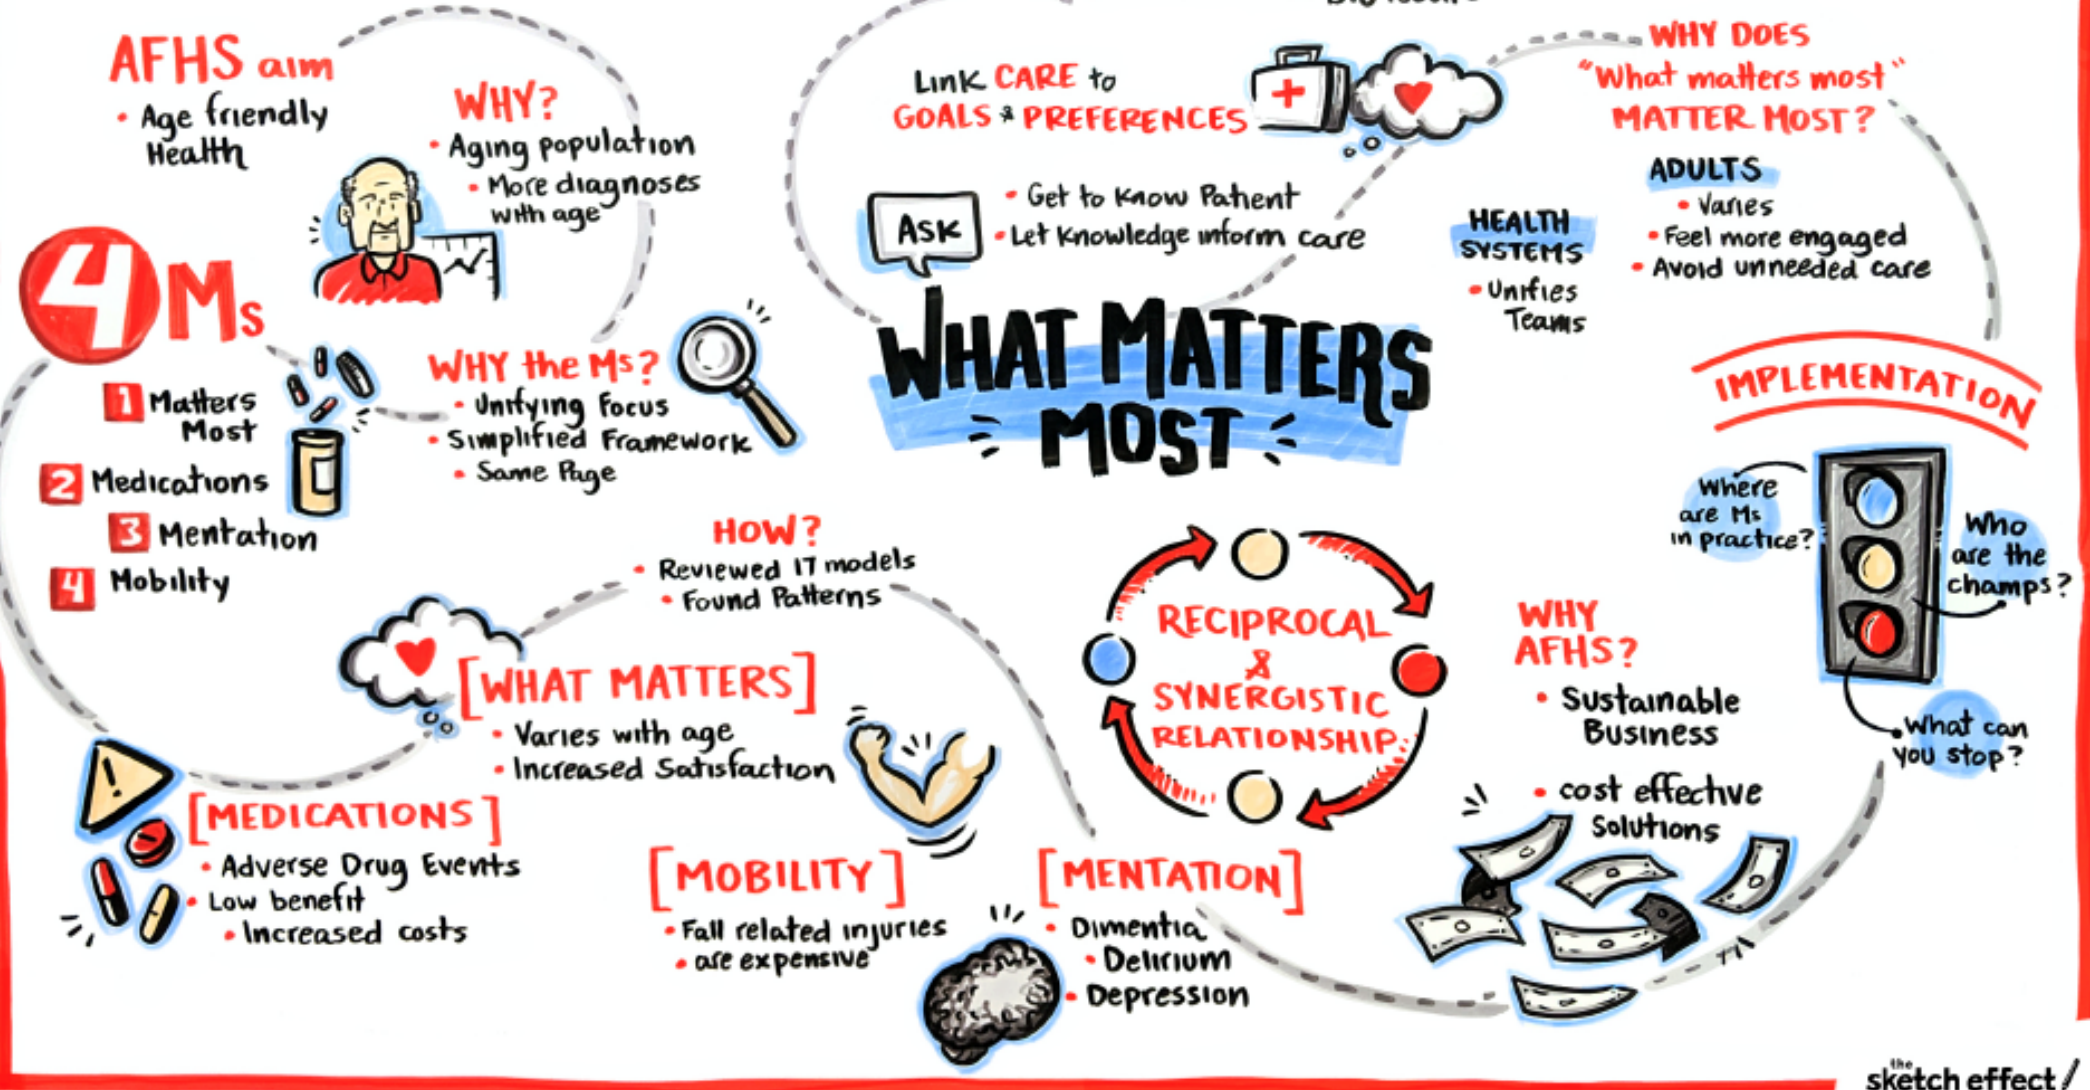 AFHS aim
• Age friendly
Health
WHY?
• Aging population
• More diagnoses
with age
4 Ms
1 Matters
Most
2 Medications
3 Mentation
4 Mobility
WHY the Ms?
• Unifying Focus
• Simplified Framework
• Same Page
HOW?
• Reviewed 17 models
• Found Patterns
[WHAT MATTERS]
• Varies with age
• Increased Satisfaction
[MEDICATIONS]
• Adverse Drug Events
• Low benefit
• Increased costs
[MOBILITY]
• Fall related injuries
• are expensive
[MENTATION]
• Dimentia
• Delirium
• Depression
Link CARE to
GOALS & PREFERENCES
Ask
• Get to Know Patient
• Let Knowledge inform care
WHAT MATTERS
MOST
RECIPROCAL
&
SYNERGISTIC
RELATIONSHIP
WHY DOES
"What matters most"
MATTER MOST?
HEALTH
SYSTEMS
• Unifies
Teams
ADULTS
• Varies
• Feel more engaged
• Avoid unneeded care
IMPLEMENTATION
Where
are Ms
in practice?
Who
are the
champs?
What can
you stop?
WHY
AFHS?
• Sustainable
Business
• cost effective
Solutions
the
sketch effect/